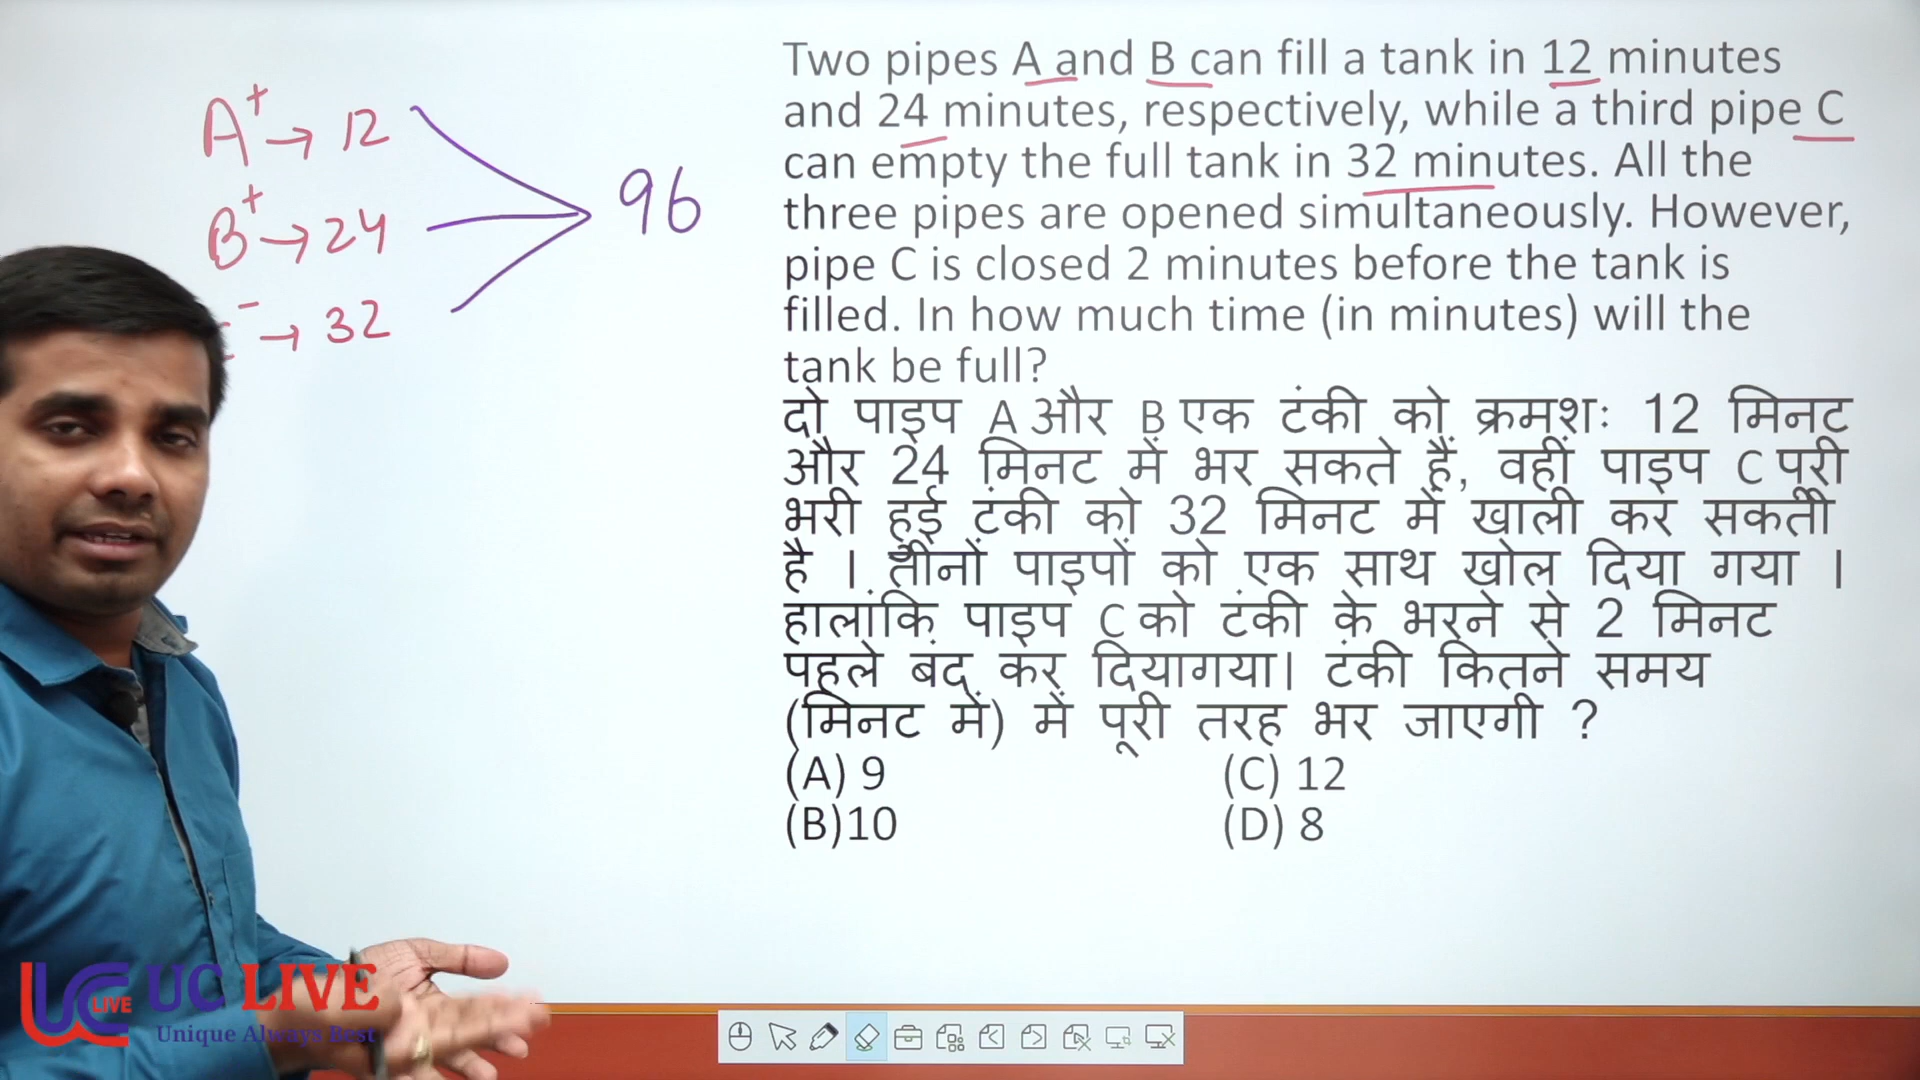 A⁺ → 12
B⁺ → 24
⁻ → 32
96
Two pipes A and B can fill a tank in 12 minutes
and 24 minutes, respectively, while a third pipe C
can empty the full tank in 32 minutes. All the
three pipes are opened simultaneously. However,
pipe C is closed 2 minutes before the tank is
filled. In how much time (in minutes) will the
tank be full?
दो पाइप A और B एक टंकी को क्रमशः 12 मिनट
और 24 मिनट में भर सकते हैं, वहीं पाइप C पूरी
भरी हुई टंकी को 32 मिनट में खाली कर सकती
है । तीनों पाइपों को एक साथ खोल दिया गया ।
हालांकि पाइप C को टंकी के भरने से 2 मिनट
पहले बंद कर दियागया। टंकी कितने समय
(मिनट में) में पूरी तरह भर जाएगी ?
(A) 9 (C) 12
(B)10 (D) 8
UC LIVE UC LIVE
Unique Always Best